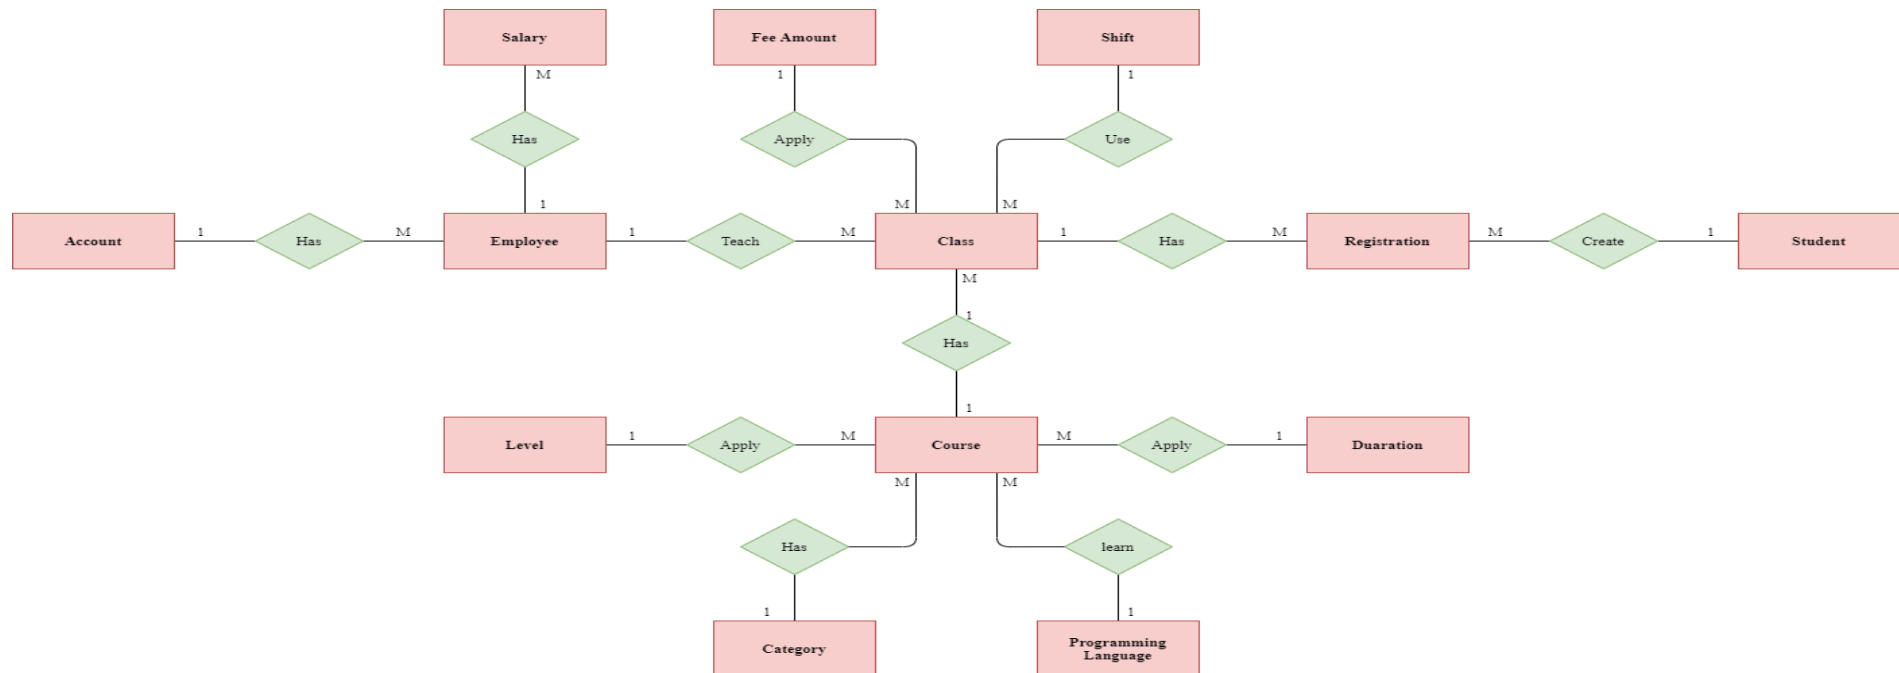 Salary
Fee Amount
Shift
M
1
1
Has
Apply
Use
1
M
M
Account
1
Has
M
Employee
1
Teach
M
Class
1
Has
M
Registration
M
Create
1
Student
M
1
Has
1
Level
1
Apply
M
Course
M
Apply
1
Duaration
M
M
Has
learn
1
1
Category
Programming
Language